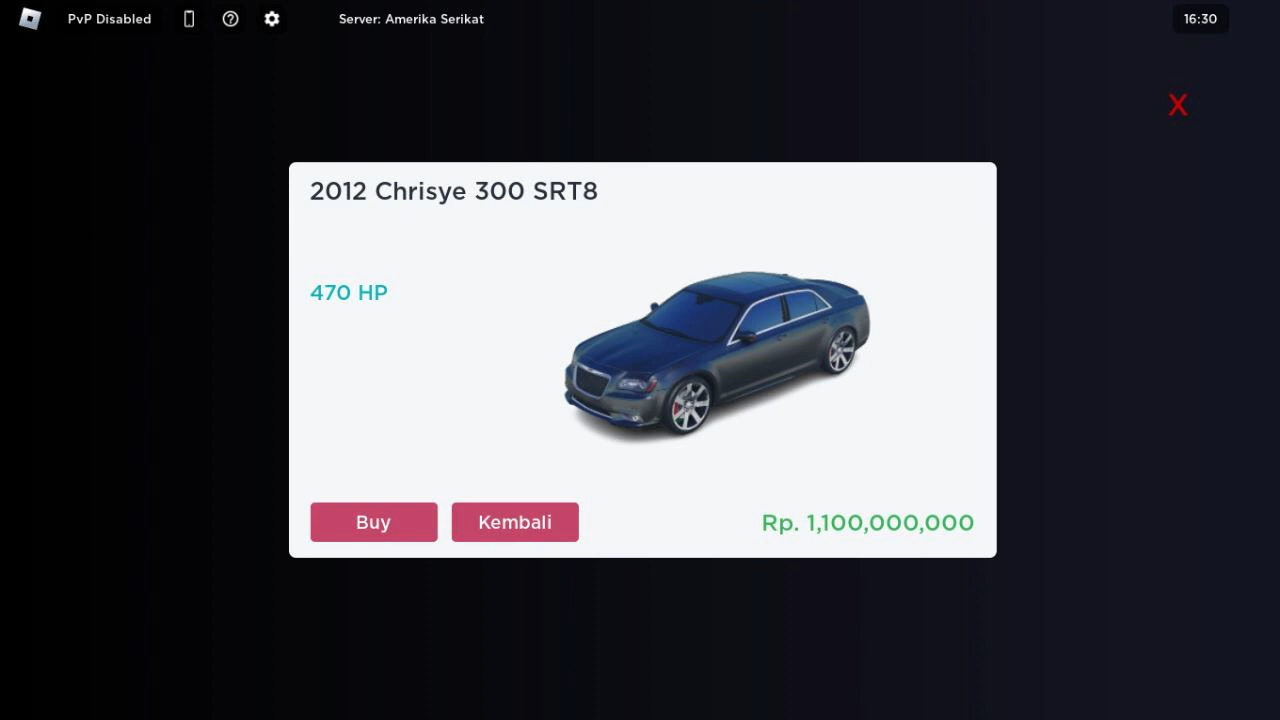 PvP Disabled
Server: Amerika Serikat
16:30
X
2012 Chrisye 300 SRT8
470 HP
Buy
Kembali
Rp. 1,100,000,000